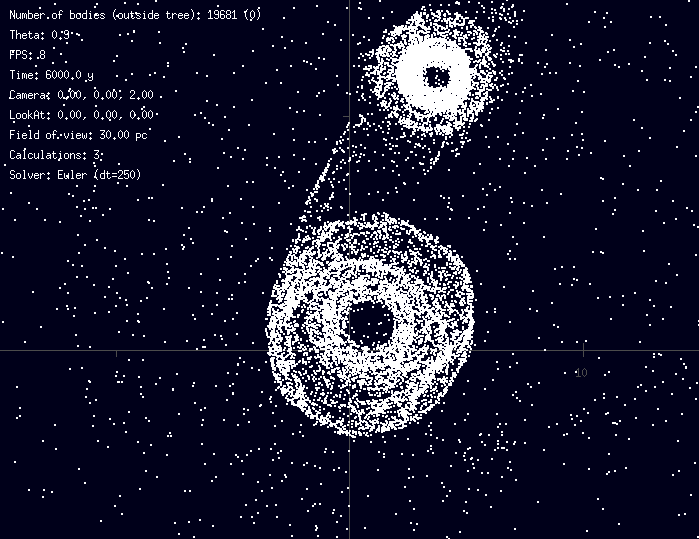 Number of bodies (outside tree): 19681 (0)
Theta: 0.9
FPS: 8
Time: 6000.0 y
Camera: 0.00, 0.00, 2.00
LookAt: 0.00, 0.00, 0.00
Field of view: 30.00 pc
Calculations: 3
Solver: Euler (dt=250)
10